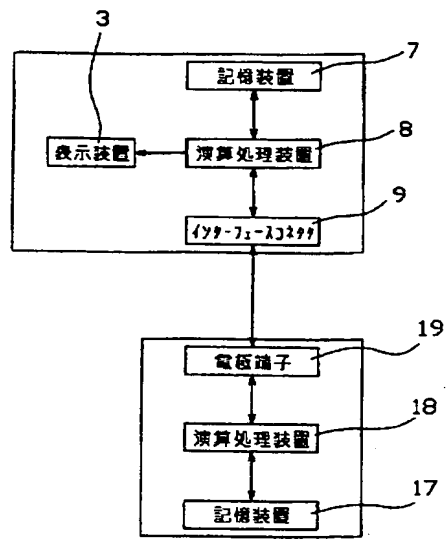 3
7
記憶装置
8
表示装置
演算処理装置
9
インターフェースコネクタ
19
電極端子
18
演算処理装置
17
記憶装置